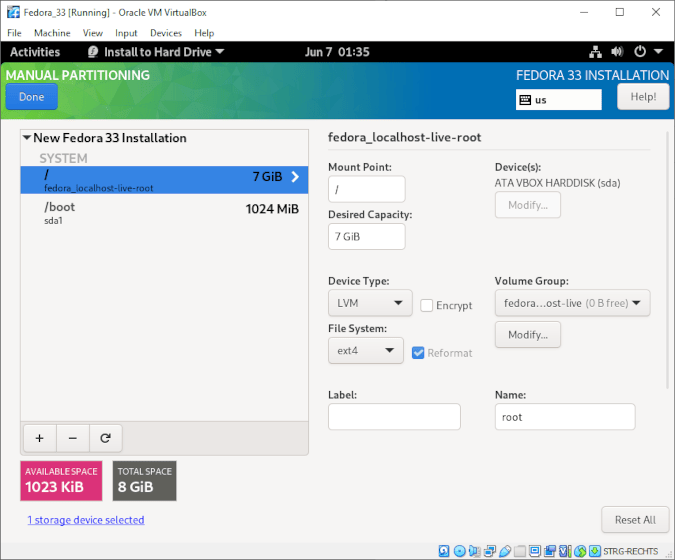 Fedora_33 [Running] - Oracle VM VirtualBox
File Machine View Input Devices Help
Activities Install to Hard Drive Jun 7 01:35
MANUAL PARTITIONING FEDORA 33 INSTALLATION
Done us Help!
New Fedora 33 Installation
SYSTEM
/ 7 GiB
fedora_localhost-live-root
/boot 1024 MiB
sda1
+ −
AVAILABLE SPACE
1023 KiB
TOTAL SPACE
8 GiB
1 storage device selected
fedora_localhost-live-root
Mount Point: Device(s):
/ ATA VBOX HARDDISK (sda)
Modify...
Desired Capacity:
7 GiB
Device Type: Volume Group:
LVM Encrypt fedora...ost-live (0 B free)
File System: Modify...
ext4 Reformat
Label: Name:
root
Reset All
STRG-RECHTS